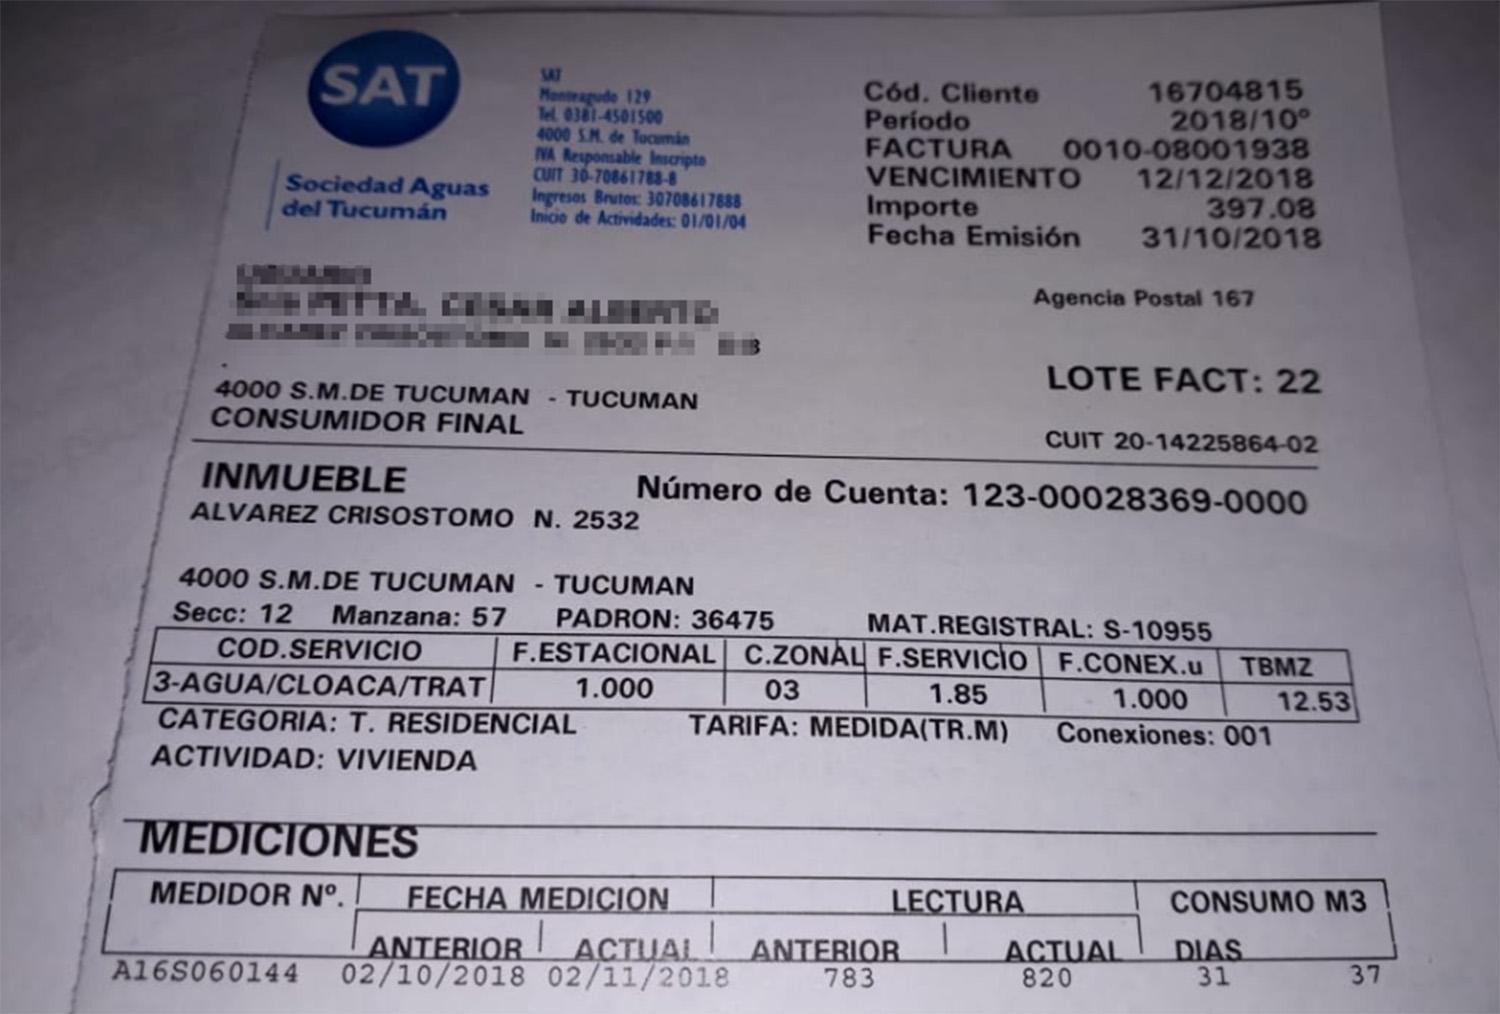 SAT
Sociedad Aguas
del Tucumán
SAT
Monteagudo 129
Tel. 0381-4501500
4000 S.M. de Tucumán
IVA Responsable Inscripto
CUIT 30-70861788-8
Ingresos Brutos: 30708617888
Inicio de Actividades: 01/01/04
Cód. Cliente 16704815
Período 2018/10º
FACTURA 0010-08001938
VENCIMIENTO 12/12/2018
Importe 397.08
Fecha Emisión 31/10/2018
Agencia Postal 167
4000 S.M.DE TUCUMAN - TUCUMAN
CONSUMIDOR FINAL
LOTE FACT: 22
CUIT 20-14225864-02
INMUEBLE
Número de Cuenta: 123-00028369-0000
ALVAREZ CRISOSTOMO N. 2532
4000 S.M.DE TUCUMAN - TUCUMAN
Secc: 12 Manzana: 57 PADRON: 36475 MAT.REGISTRAL: S-10955
COD.SERVICIO F.ESTACIONAL C.ZONAL F.SERVICIO F.CONEX.u TBMZ
3-AGUA/CLOACA/TRAT 1.000 03 1.85 1.000 12.53
CATEGORIA: T. RESIDENCIAL TARIFA: MEDIDA(TR.M) Conexiones: 001
ACTIVIDAD: VIVIENDA
MEDICIONES
MEDIDOR Nº. FECHA MEDICION LECTURA CONSUMO M3
ANTERIOR ACTUAL ANTERIOR ACTUAL DIAS
A16S060144 02/10/2018 02/11/2018 783 820 31 37